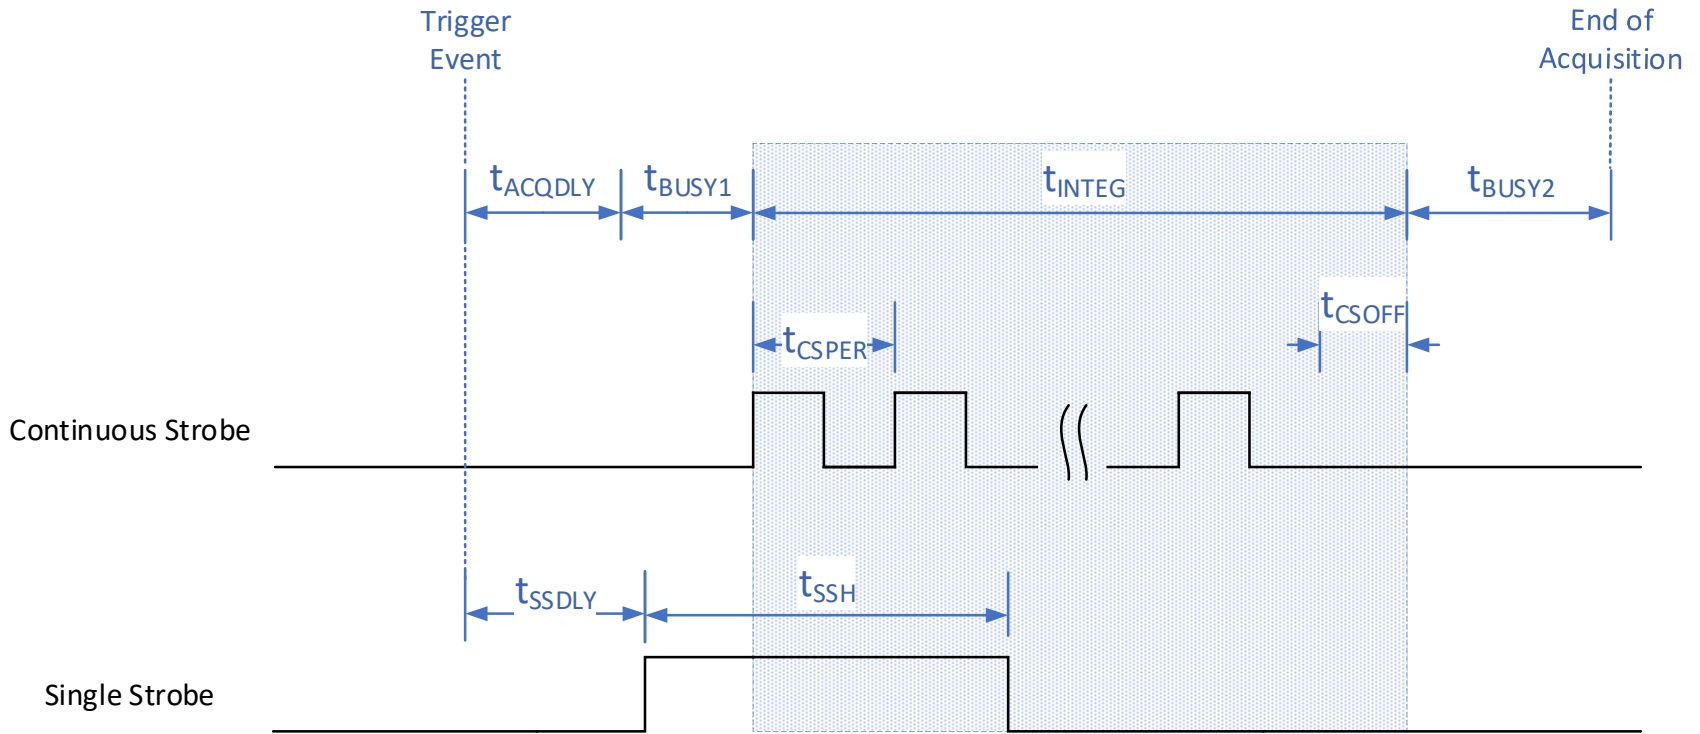 Trigger
Event
End of
Acquisition
tACQDLY
tBUSY1
tINTEG
tBUSY2
tCSOFF
tCSPER
Continuous Strobe
tSSDLY
tSSH
Single Strobe